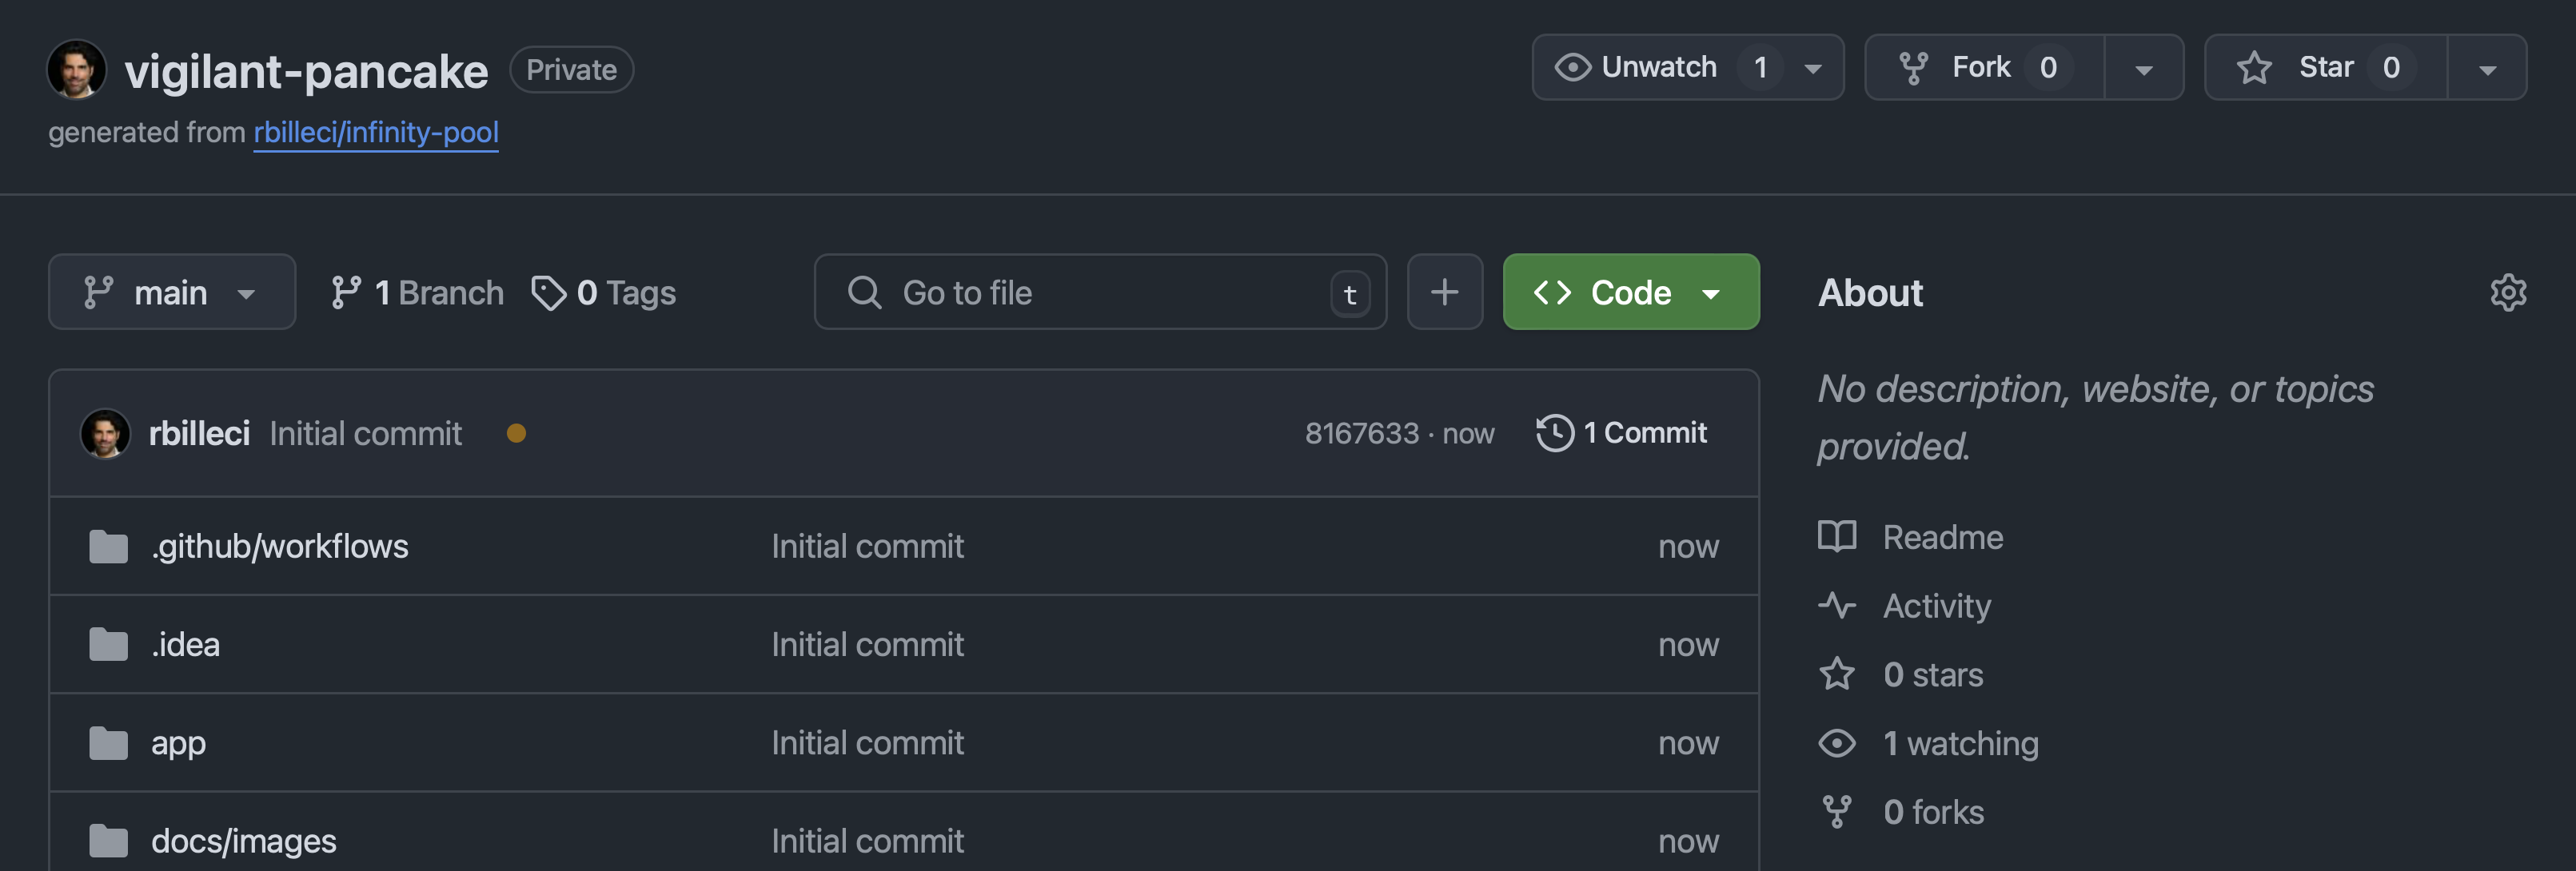 vigilant-pancake Private
Unwatch 1 Fork 0 Star 0
generated from rbilleci/infinity-pool
main 1 Branch 0 Tags Go to file t Code
rbilleci Initial commit 8167633 · now 1 Commit
.github/workflows Initial commit now
.idea Initial commit now
app Initial commit now
docs/images Initial commit now
About
No description, website, or topics
provided.
Readme
Activity
0 stars
1 watching
0 forks